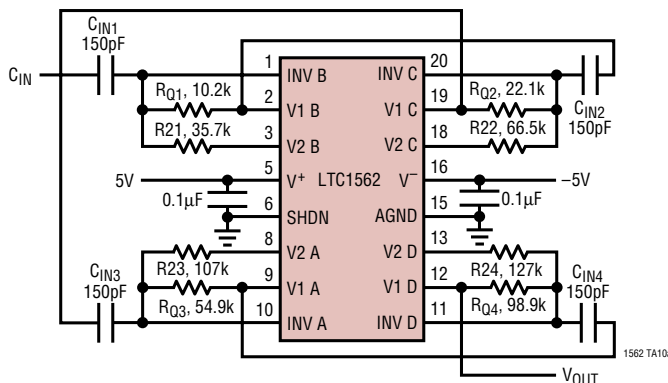 CIN1
150pF
CIN
1
INV B
INV C
20
RQ1, 10.2k
2
V1 B
V1 C
19
RQ2, 22.1k
CIN2
150pF
R21, 35.7k
3
V2 B
V2 C
18
R22, 66.5k
5V
5
V+
LTC1562
V–
16
–5V
0.1µF
6
SHDN
AGND
15
0.1µF
8
V2 A
V2 D
13
CIN3
150pF
R23, 107k
9
V1 A
V1 D
12
R24, 127k
CIN4
150pF
RQ3, 54.9k
10
INV A
INV D
11
RQ4, 98.9k
VOUT